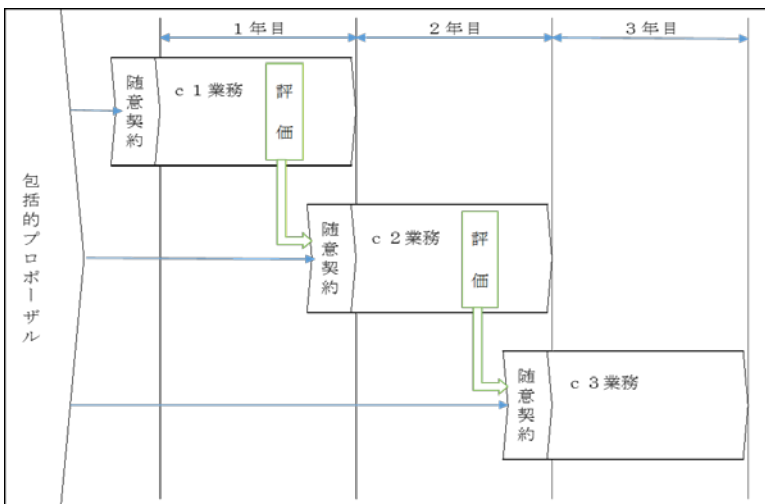 1年目
2年目
3年目
包括的プロポーザル
随意契約
c1業務
評価
随意契約
c2業務
評価
随意契約
c3業務